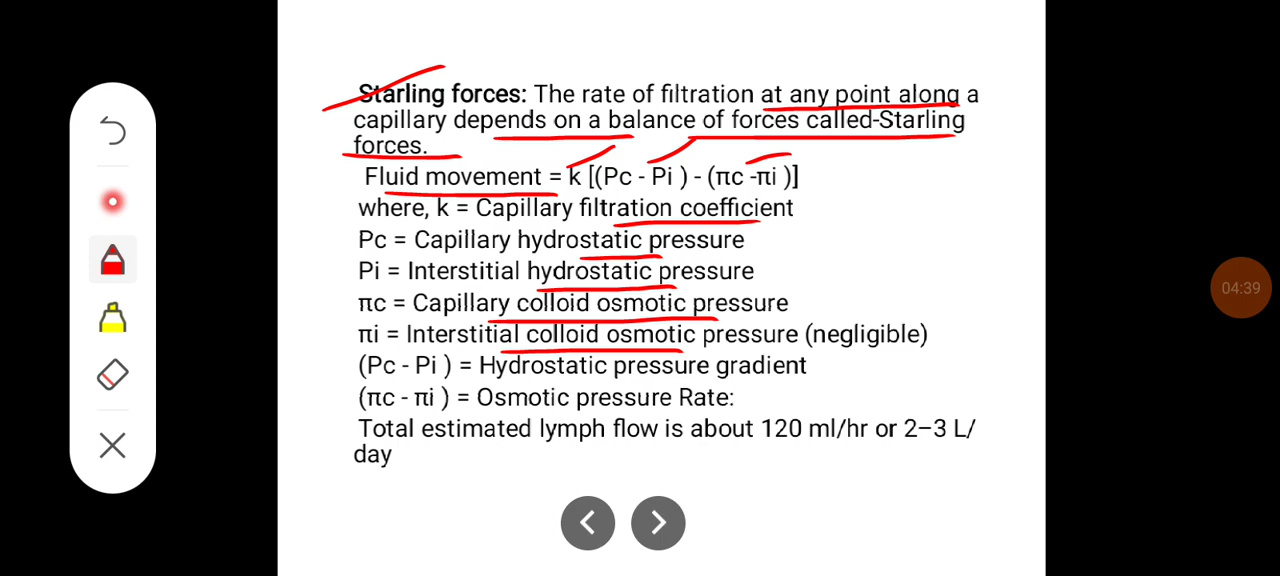 Starling forces: The rate of filtration at any point along a
capillary depends on a balance of forces called-Starling
forces.
Fluid movement = k [(Pc - Pi ) - (πc -πi )]
where, k = Capillary filtration coefficient
Pc = Capillary hydrostatic pressure
Pi = Interstitial hydrostatic pressure
πc = Capillary colloid osmotic pressure
πi = Interstitial colloid osmotic pressure (negligible)
(Pc - Pi ) = Hydrostatic pressure gradient
(πc - πi ) = Osmotic pressure Rate:
Total estimated lymph flow is about 120 ml/hr or 2–3 L/
day
04:39